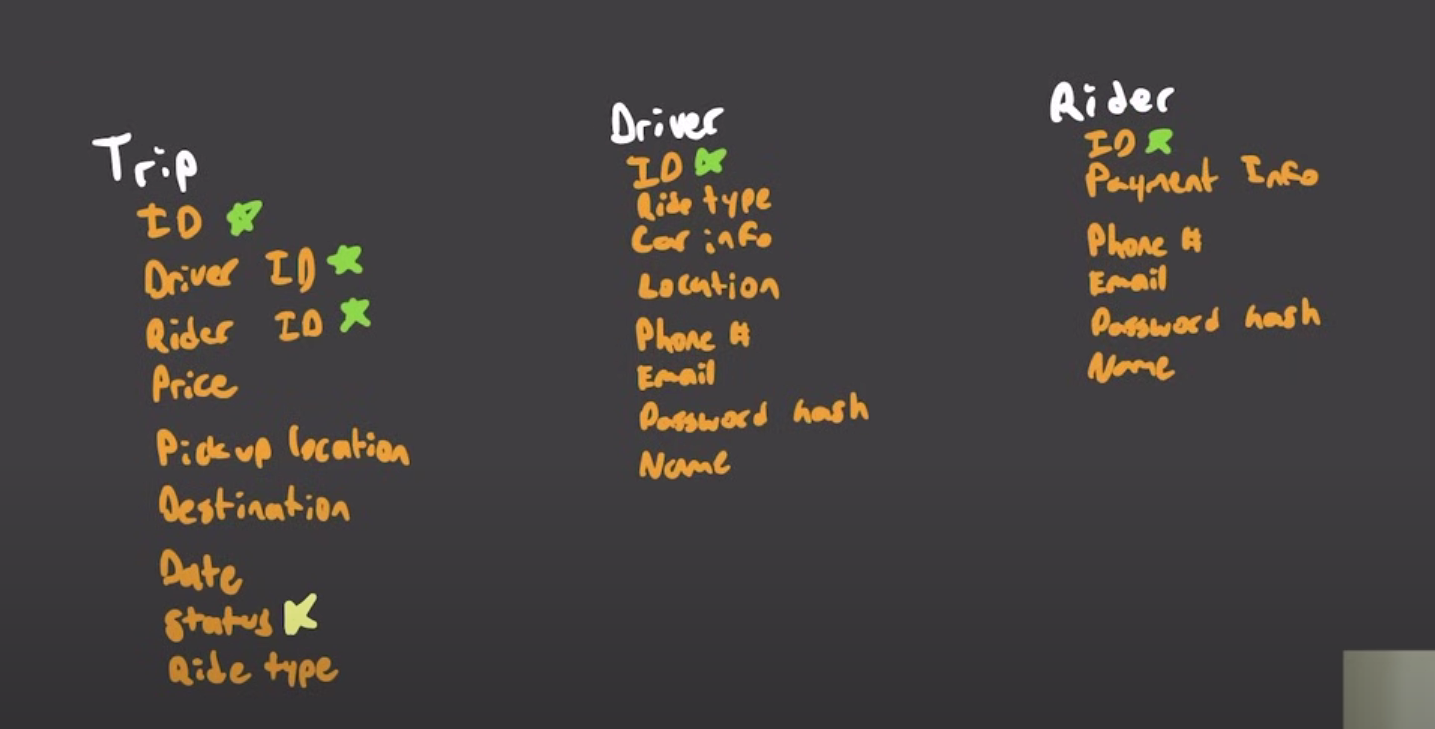 Trip
ID
Driver ID
Rider ID
Price
Pickup location
Destination
Date
Status
Ride type
Driver
ID
Ride type
Car info
Location
Phone #
Email
Password hash
Name
Rider
ID
Payment Info
Phone #
Email
Password hash
Name